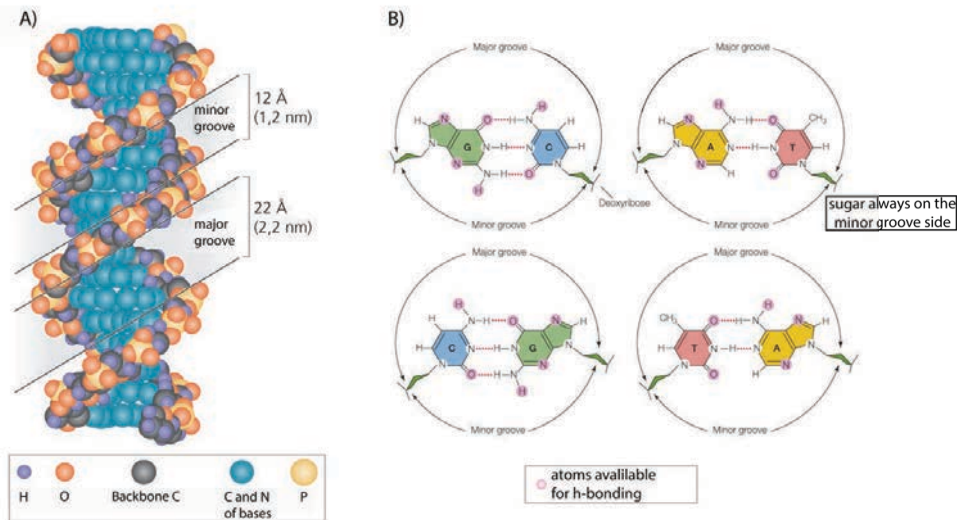 A)
minor
groove
12 Å
(1,2 nm)
major
groove
22 Å
(2,2 nm)
H
O
Backbone C
C and N
of bases
P
B)
Major groove
H
O
H
N
N
H
H
N
G
N
H
N
C
H
N
N
H
O
N
H
Minor groove
Deoxyribose
Major groove
H
N
H
O
CH₃
N
H
N
A
N
H
N
T
H
N
H
O
N
Minor groove
sugar always on the
minor groove side
Major groove
H
H
N
H
O
N
H
H
C
N
H
N
G
N
N
O
H
N
N
H
Minor groove
Major groove
CH₃
O
H
N
H
N
H
H
T
N
H
N
A
N
N
O
H
N
Minor groove
atoms avalilable
for h-bonding